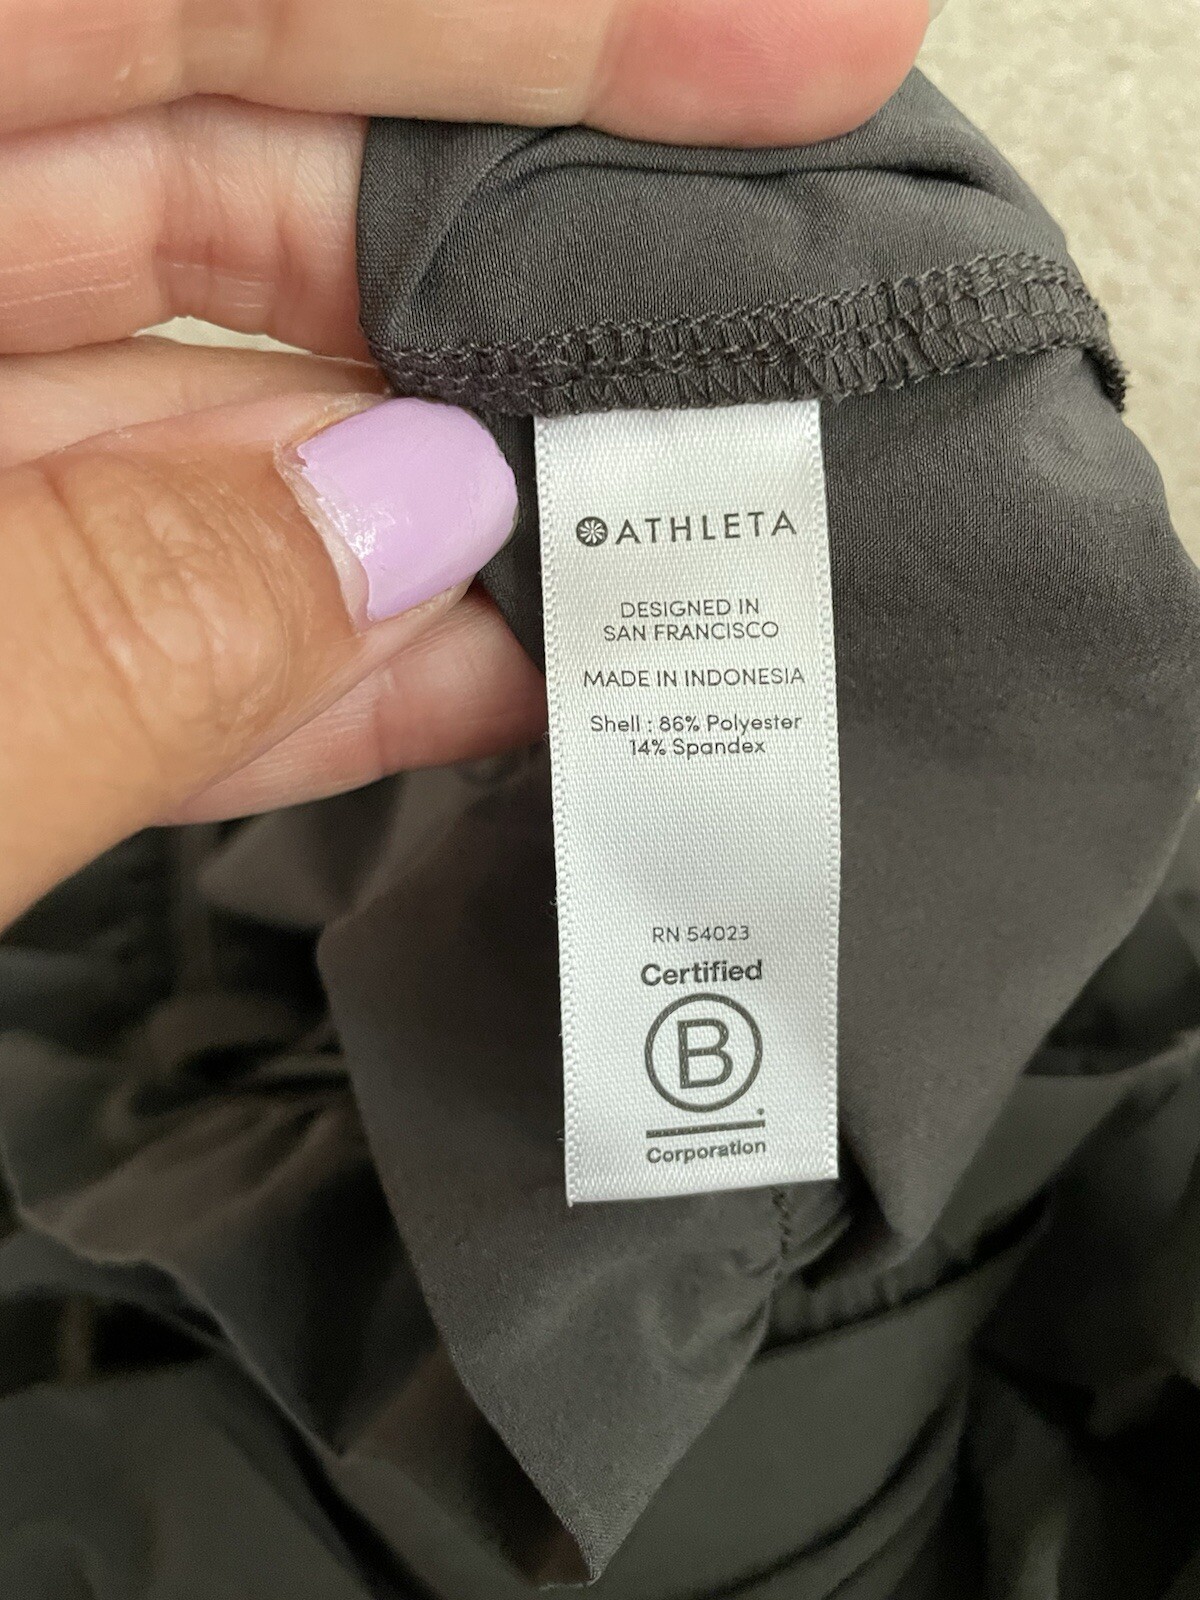 ATHLETA
DESIGNED IN
SAN FRANCISCO
MADE IN INDONESIA
Shell : 86% Polyester
14% Spandex
RN 54023
Certified
B
Corporation